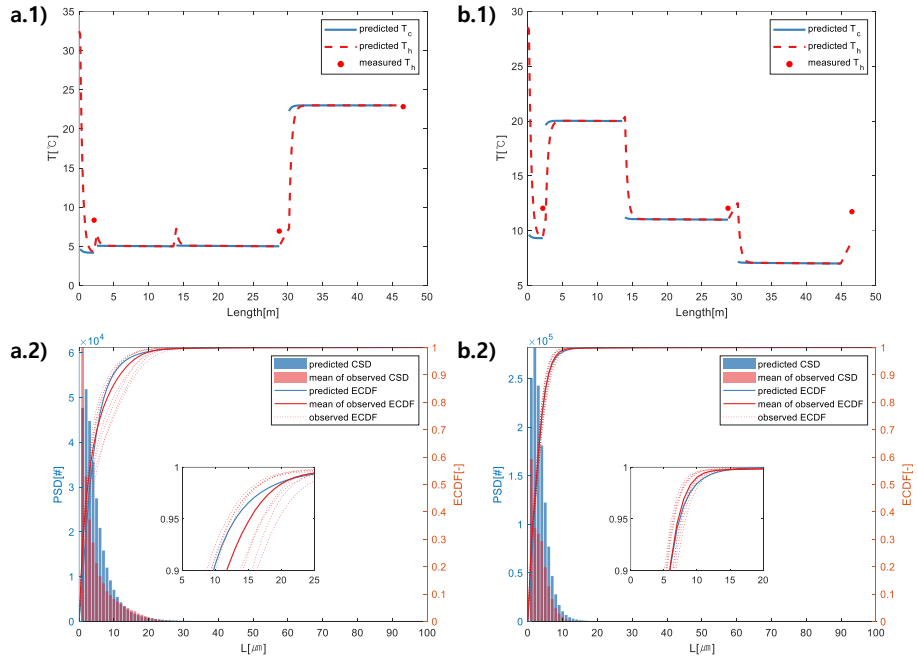 a.1)
35
30
25
20
15
10
5
0
T[℃]
0 5 10 15 20 25 30 35 40 45 50
Length[m]
predicted T_c
predicted T_h
measured T_h
b.1)
30
25
20
15
10
5
T[℃]
0 5 10 15 20 25 30 35 40 45 50
Length[m]
predicted T_c
predicted T_h
measured T_h
a.2)
×10⁴
6
5
4
3
2
1
0
PSD[#]
0 10 20 30 40 50 60 70 80 90 100
L[㎛]
1
0.9
0.8
0.7
0.6
0.5
0.4
0.3
0.2
0.1
0
ECDF[-]
predicted CSD
mean of observed CSD
predicted ECDF
mean of observed ECDF
observed ECDF
1
0.95
0.9
5 10 15 20 25
b.2)
×10⁵
2.5
2
1.5
1
0.5
0
PSD[#]
0 10 20 30 40 50 60 70 80 90 100
L[㎛]
1
0.9
0.8
0.7
0.6
0.5
0.4
0.3
0.2
0.1
0
ECDF[-]
predicted CSD
mean of observed CSD
predicted ECDF
mean of observed ECDF
observed ECDF
1
0.95
0.9
0 5 10 15 20